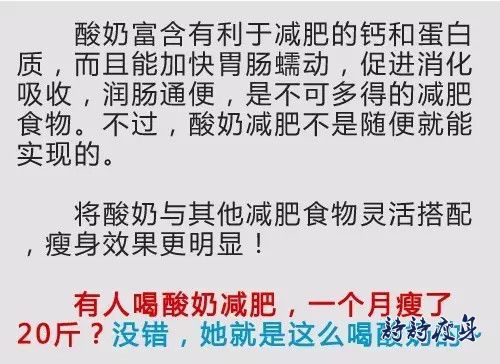 酸奶富含有利于减肥的钙和蛋白
质，而且能加快胃肠蠕动，促进消化
吸收，润肠通便，是不可多得的减肥
食物。不过，酸奶减肥不是随便就能
实现的。
将酸奶与其他减肥食物灵活搭配
，瘦身效果更明显！
有人喝酸奶减肥，一个月瘦了
20斤？没错，她就是这么喝酸奶的~
诗诗瘦身